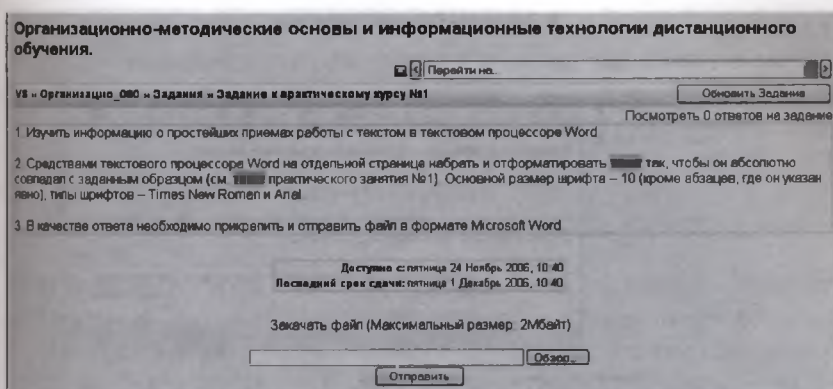 Организационно-методические основы и информационные технологии дистанционного
обучения.
Перейти на...
VS » Организацио_ » Задания » Задание к практическому курсу №1
Обновить Задание
Посмотреть 0 ответов на задание
1. Изучить информацию о простейших приемах работы с текстом в текстовом процессоре Word
2. Средствами текстового процессора Word на отдельной странице набрать и отформатировать так, чтобы он абсолютно
совпадал с заданным образцом (см. практического занятия №1). Основной размер шрифта – 10 (кроме абзацев, где он указан
явно), типы шрифтов – Times New Roman и Arial.
3. В качестве ответа необходимо прикрепить и отправить файл в формате Microsoft Word
Доступно с: пятница 24 Ноябрь 2006, 10:40
Последний срок сдачи: пятница 1 Декабрь 2006, 10:40
Закачать файл (Максимальный размер: 2Мбайт)
Обзор...
Отправить